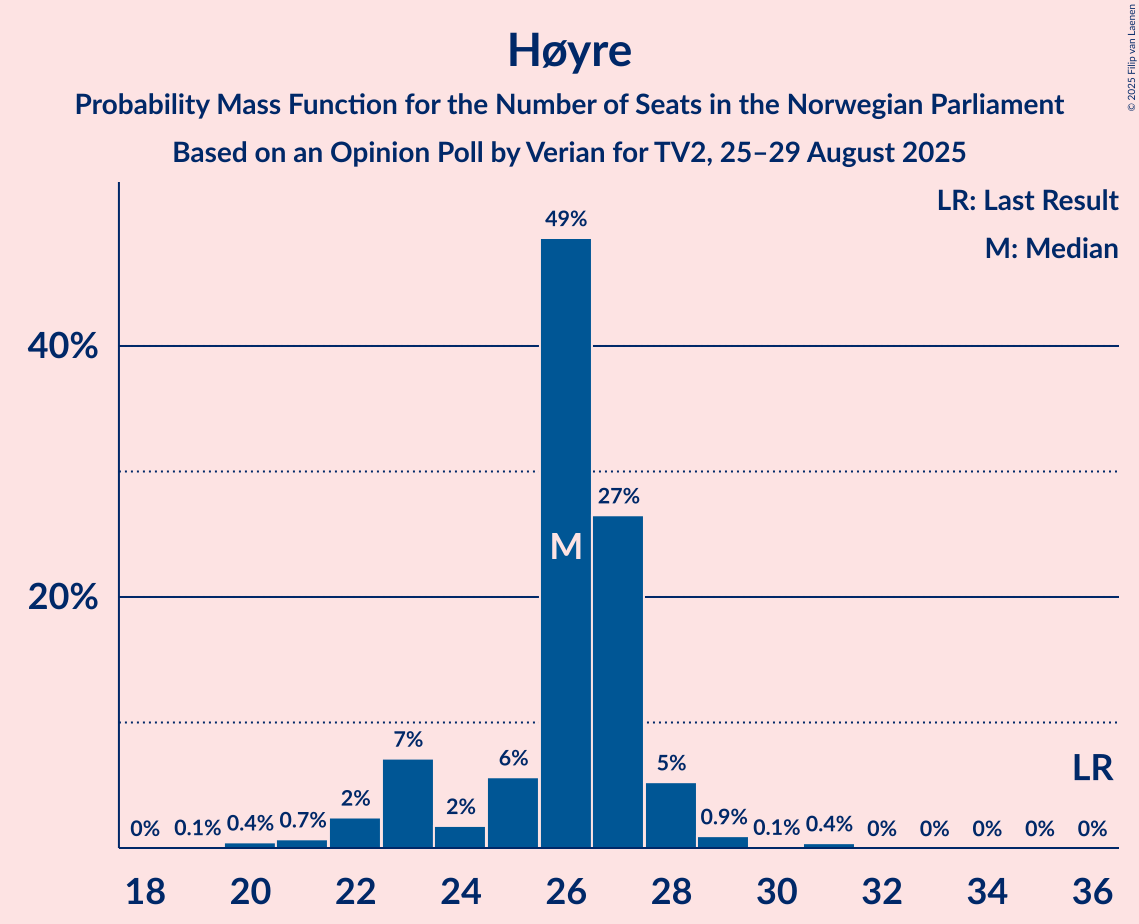 Høyre
Probability Mass Function for the Number of Seats in the Norwegian Parliament
Based on an Opinion Poll by Verian for TV2, 25–29 August 2025
© 2025 Filip van Laenen
LR: Last Result
M: Median
49%
40%
27%
M
20%
7%
6%
5%
LR
2%
2%
0%
0.1%
0.4%
0.7%
0.9%
0.1%
0.4%
0%
0%
0%
0%
0%
18 20 22 24 26 28 30 32 34 36